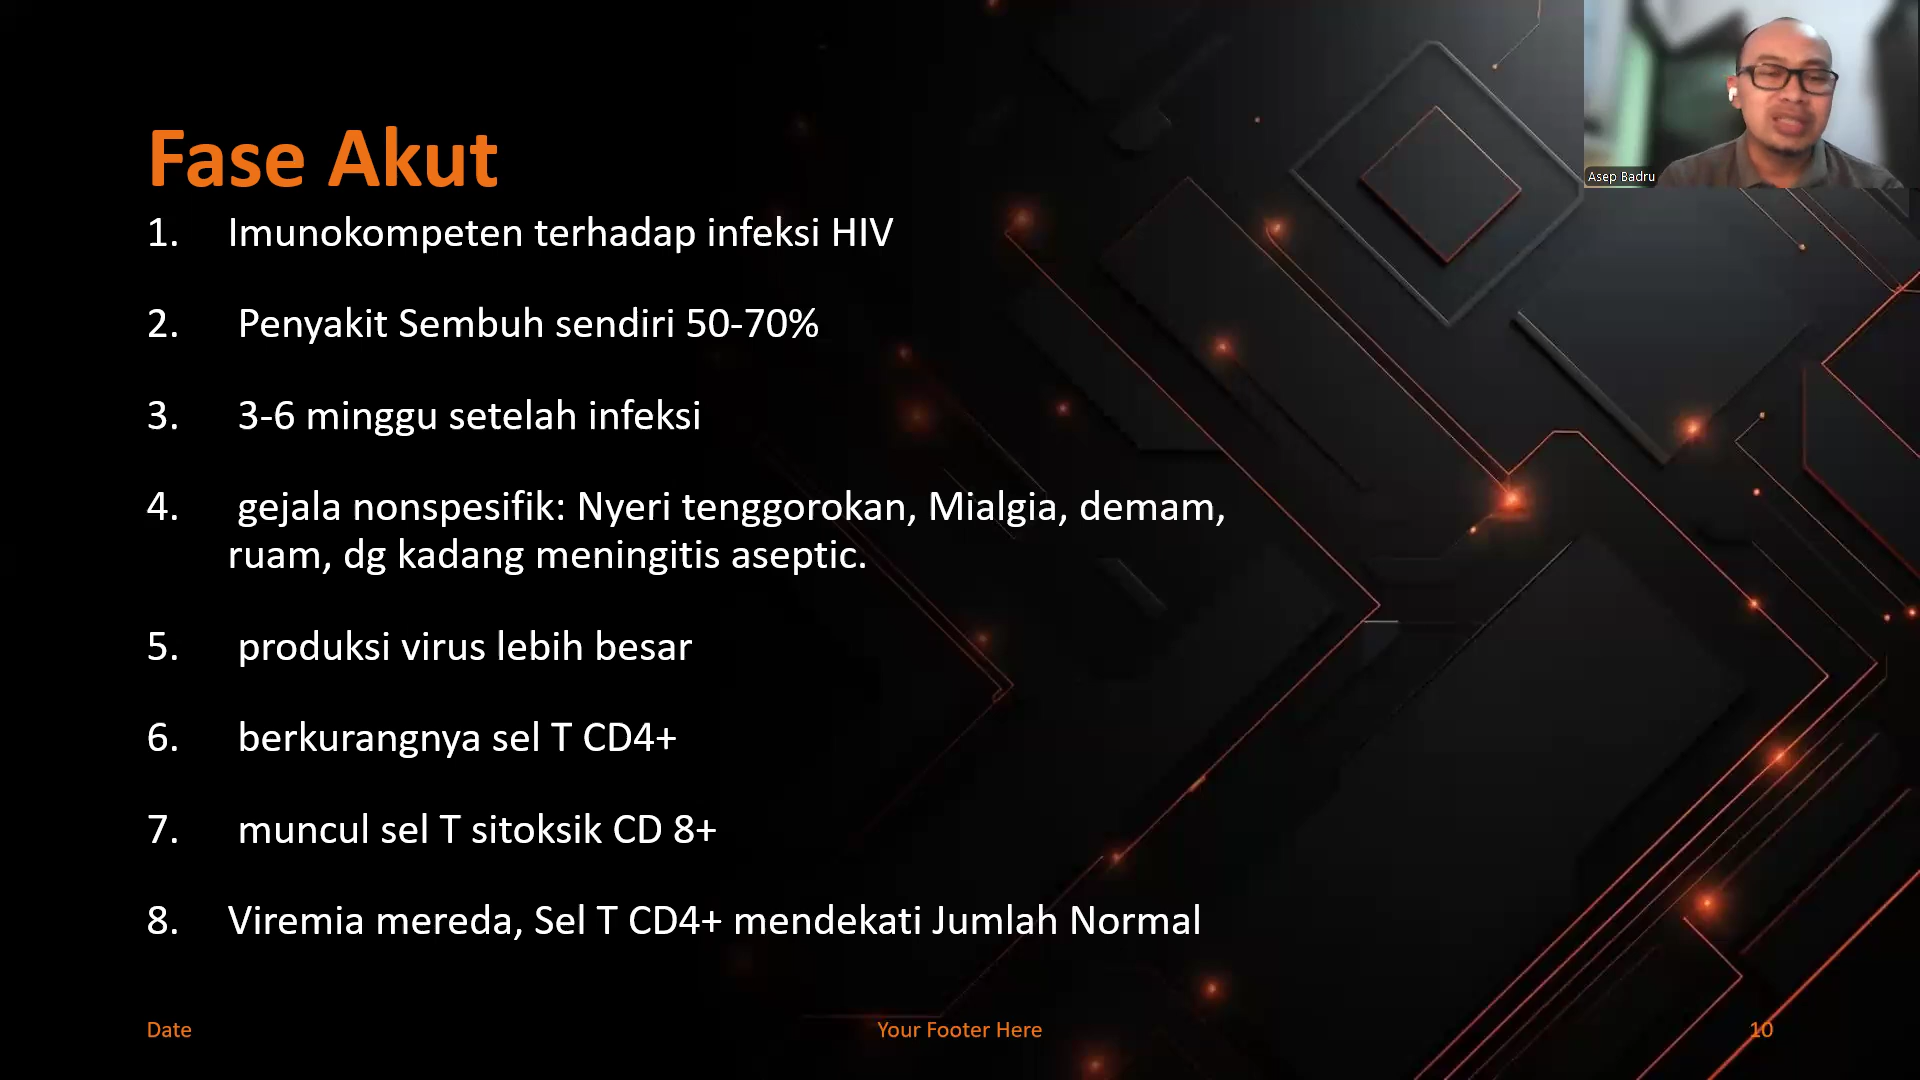 Fase Akut
1. Imunokompeten terhadap infeksi HIV
2. Penyakit Sembuh sendiri 50-70%
3. 3-6 minggu setelah infeksi
4. gejala nonspesifik: Nyeri tenggorokan, Mialgia, demam,
ruam, dg kadang meningitis aseptic.
5. produksi virus lebih besar
6. berkurangnya sel T CD4+
7. muncul sel T sitoksik CD 8+
8. Viremia mereda, Sel T CD4+ mendekati Jumlah Normal
Date
Your Footer Here
10
Asep Badru